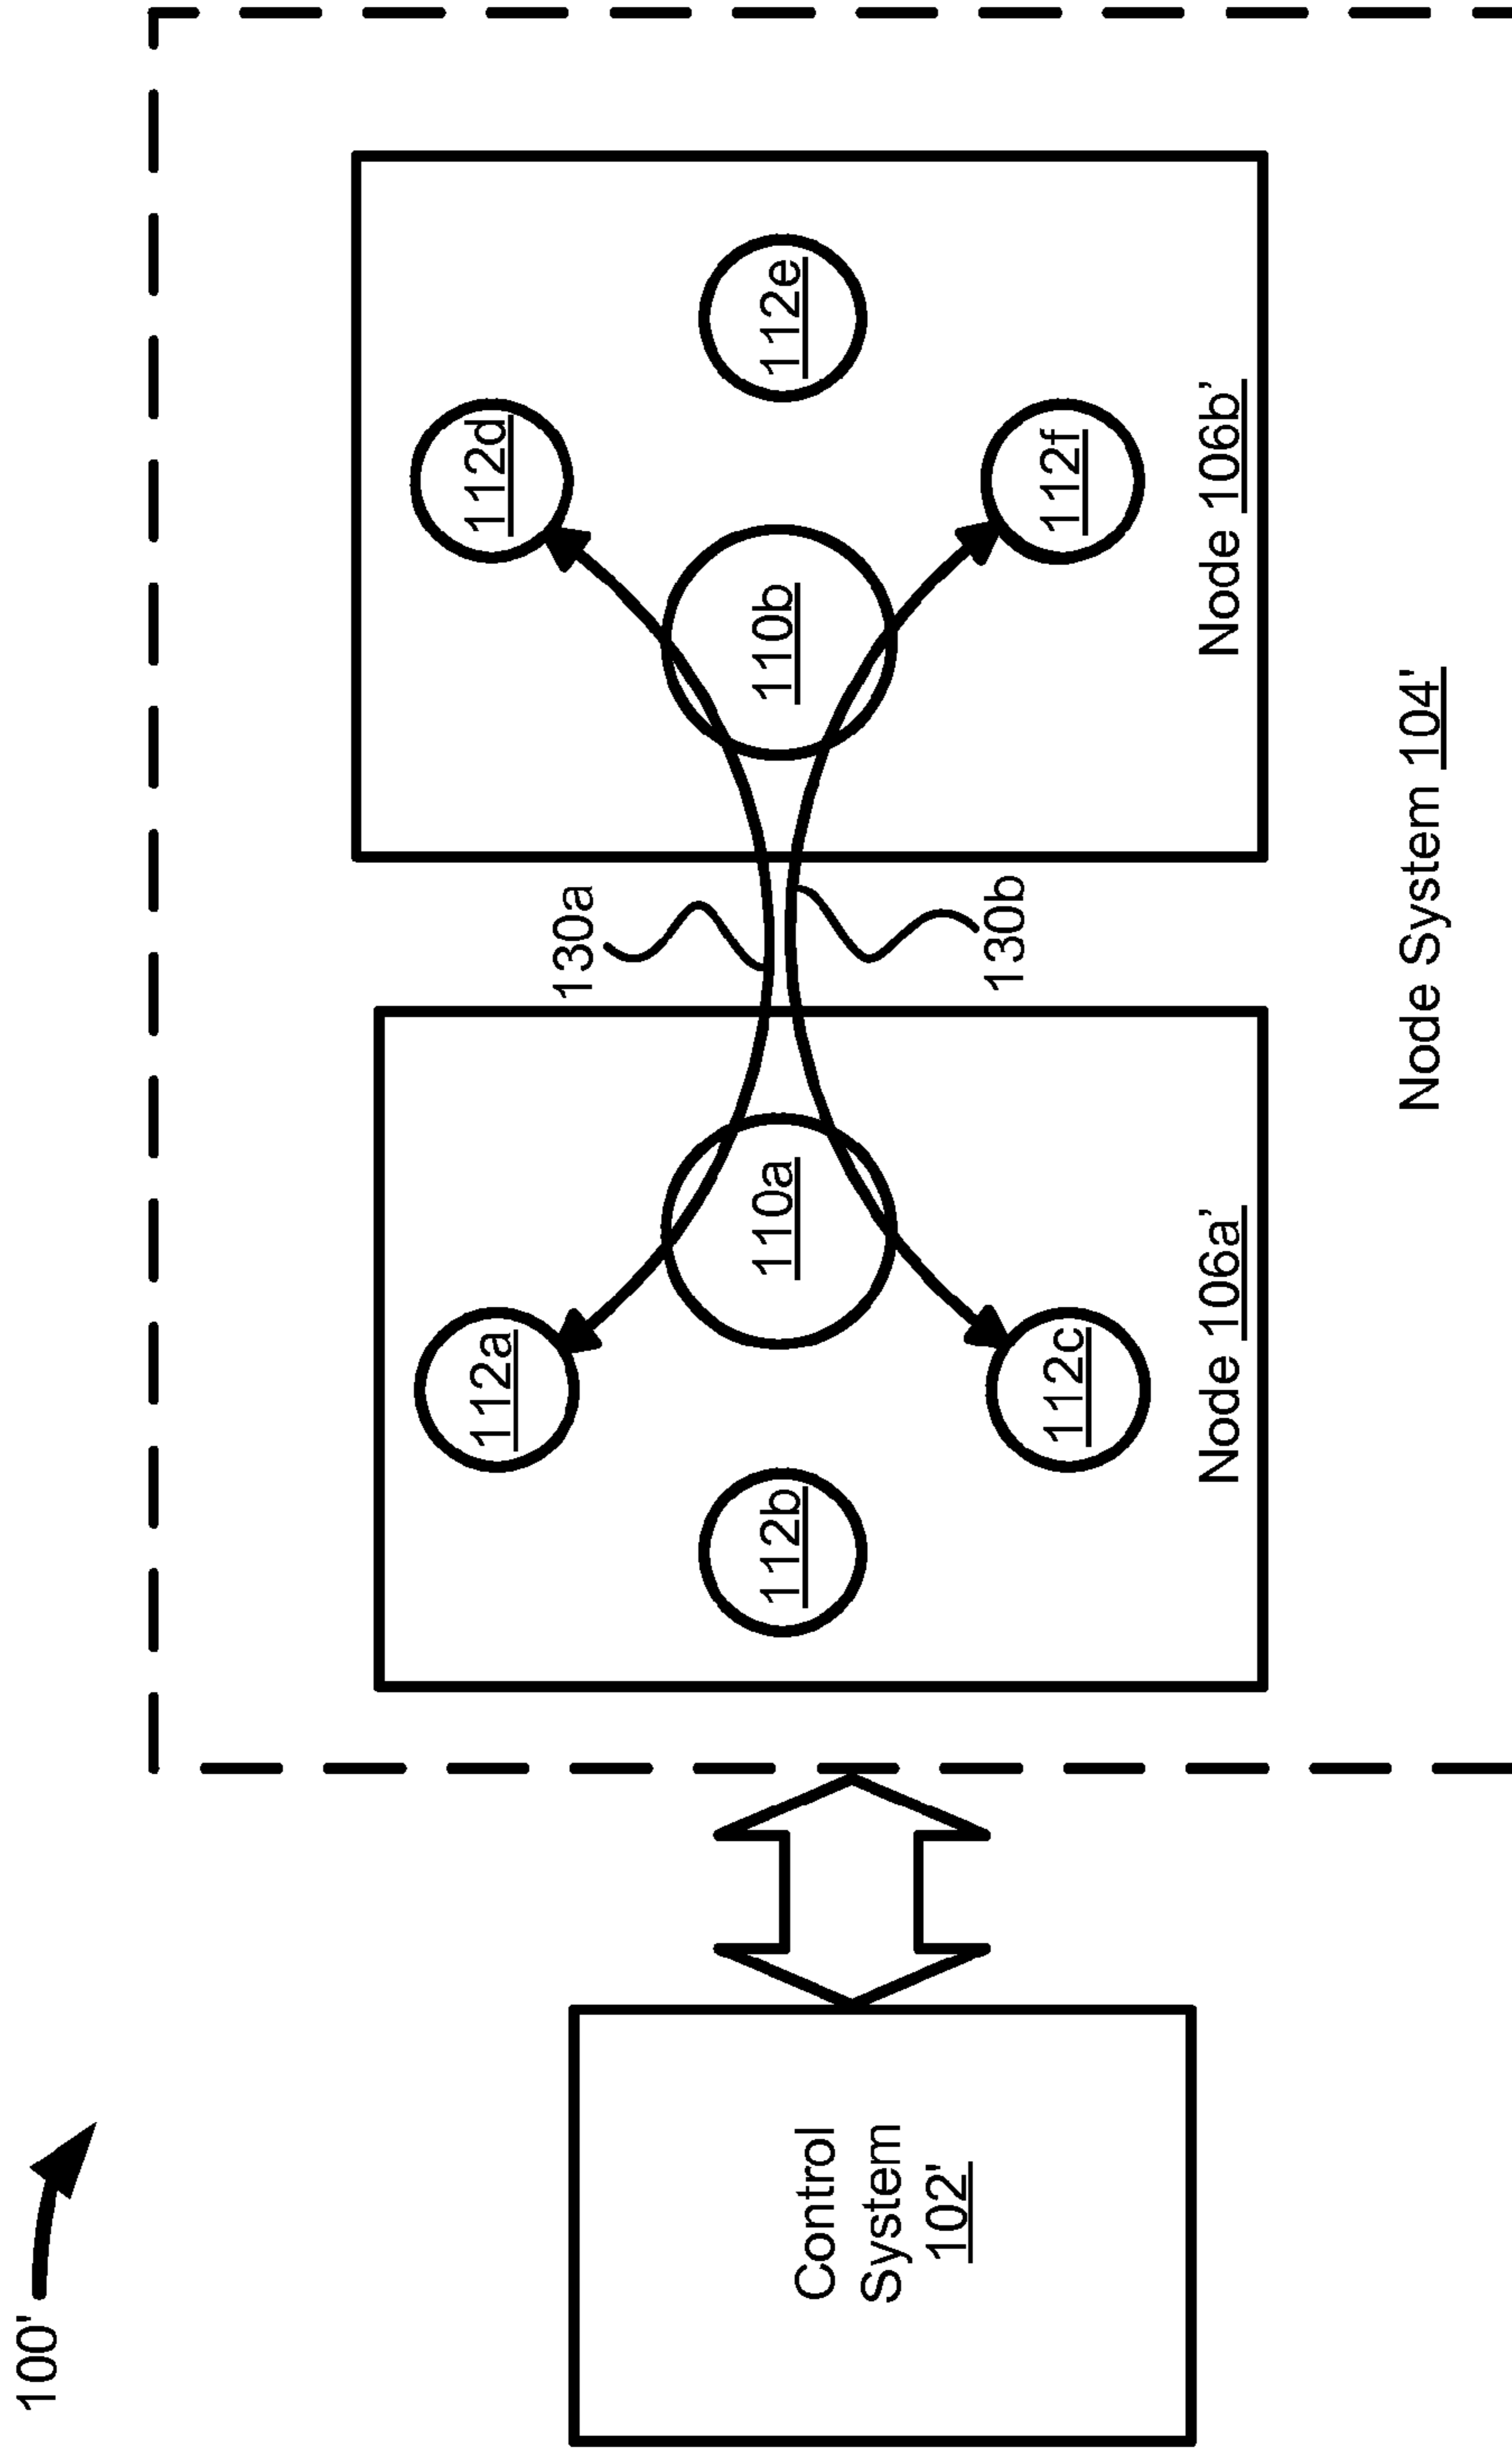 100'
Control
System
102'
112a
112b
112c
110a
Node 106a’
130a
130b
112d
112e
112f
110b
Node 106b’
Node System 104'